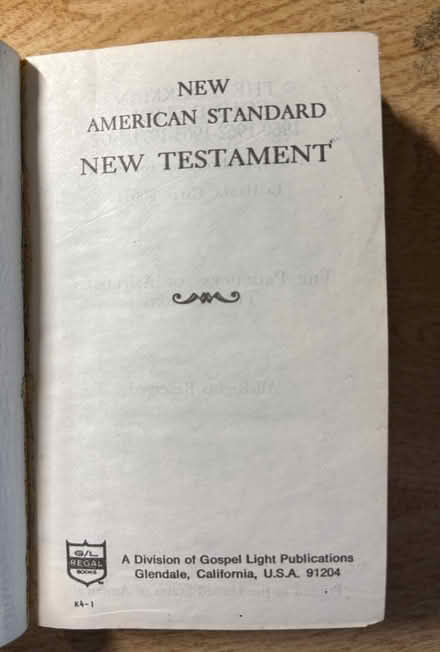 NEW
AMERICAN STANDARD
NEW TESTAMENT
G/L
REGAL
BOOKS
A Division of Gospel Light Publications
Glendale, California, U.S.A. 91204
K4-1